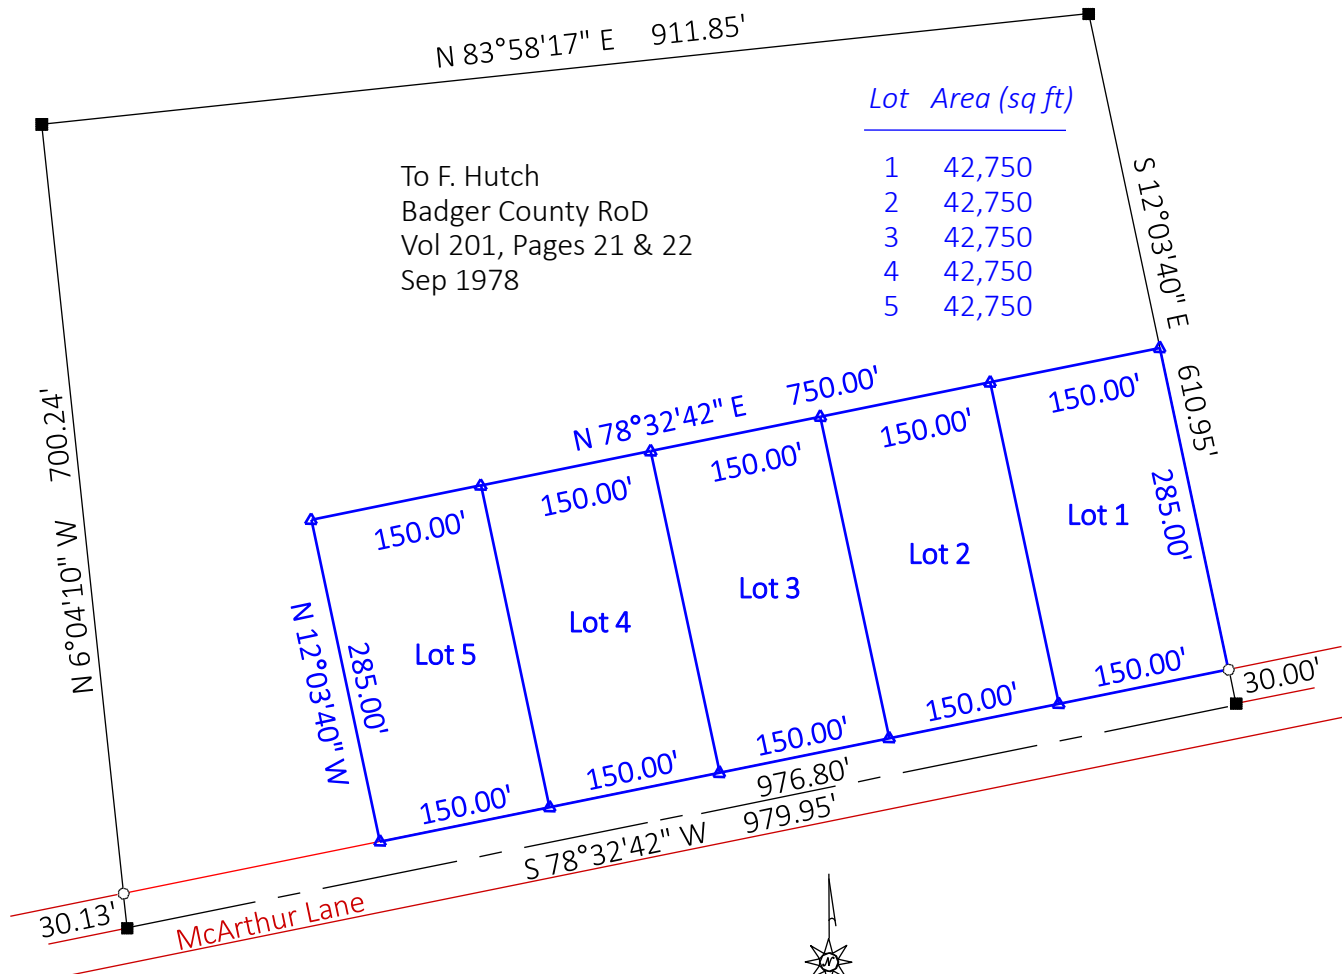 N 83°58'17" E 911.85'
Lot Area (sq ft)
1 42,750
2 42,750
3 42,750
4 42,750
5 42,750
To F. Hutch
Badger County RoD
Vol 201, Pages 21 & 22
Sep 1978
S 12°03'40" E 610.95'
N 6°04'10" W 700.24'
N 78°32'42" E 750.00'
150.00'
150.00'
150.00'
150.00'
150.00'
285.00'
Lot 1
Lot 2
Lot 3
Lot 4
Lot 5
N 12°03'40" W
285.00'
150.00'
150.00'
150.00'
150.00'
150.00'
30.00'
976.80'
S 78°32'42" W 979.95'
30.13'
McArthur Lane
N